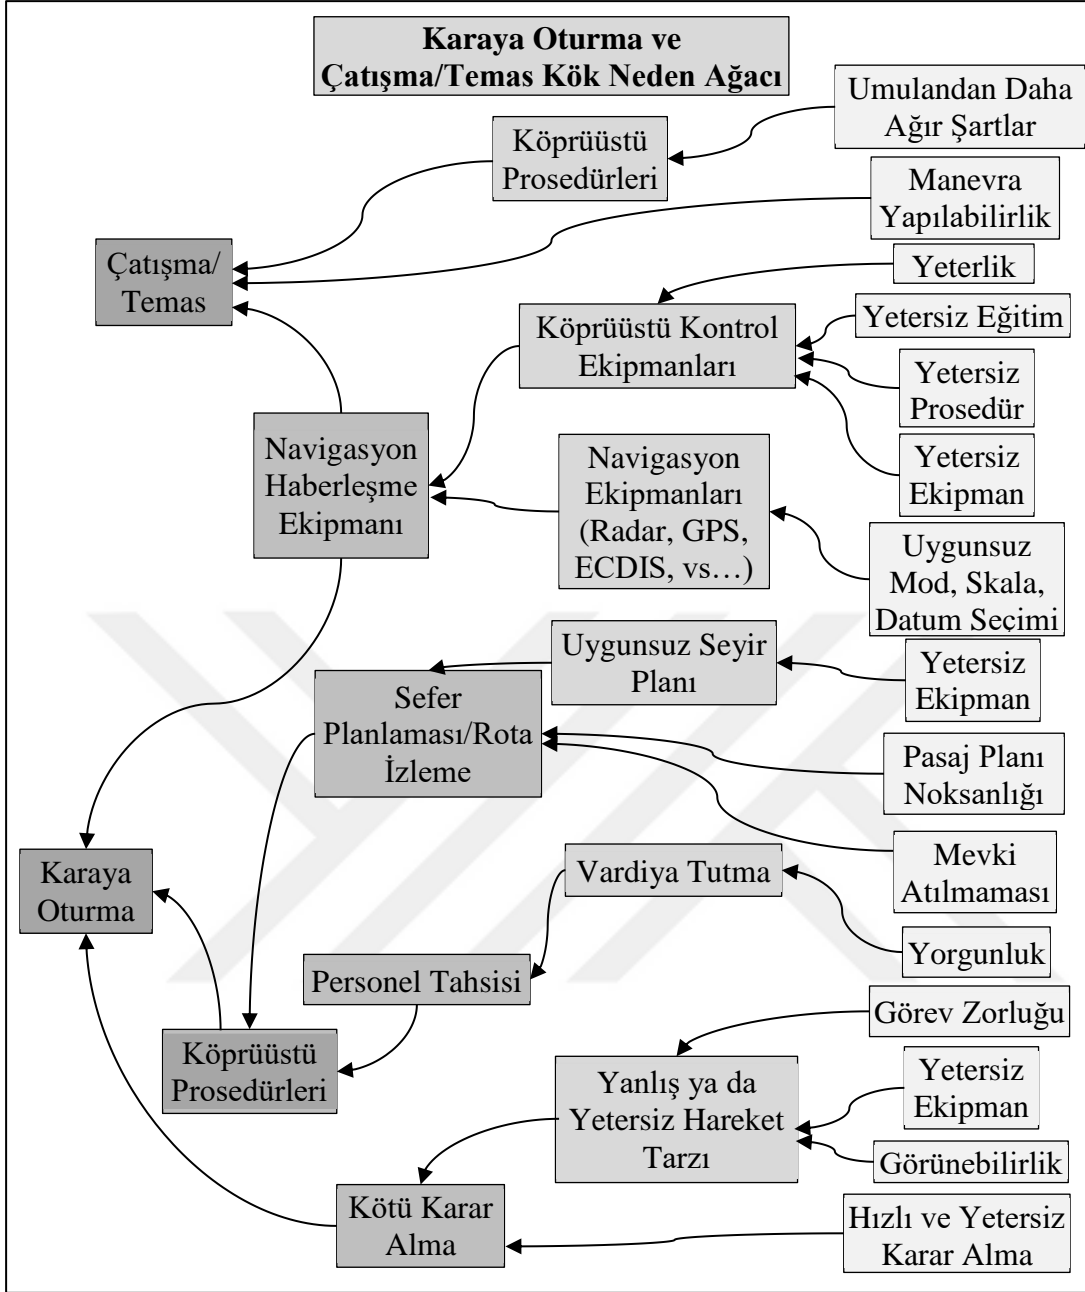 Karaya Oturma ve
Çatışma/Temas Kök Neden Ağacı
Umulandan Daha
Ağır Şartlar
Köprüüstü
Prosedürleri
Manevra
Yapılabilirlik
Çatışma/
Temas
Yeterlik
Köprüüstü Kontrol
Ekipmanları
Yetersiz Eğitim
Yetersiz
Prosedür
Navigasyon
Haberleşme
Ekipmanı
Yetersiz
Ekipman
Navigasyon
Ekipmanları
(Radar, GPS,
ECDIS, vs…)
Uygunsuz
Mod, Skala,
Datum Seçimi
Uygunsuz Seyir
Planı
Yetersiz
Ekipman
Sefer
Planlaması/Rota
İzleme
Pasaj Planı
Noksanlığı
Mevki
Atılmaması
Karaya
Oturma
Vardiya Tutma
Yorgunluk
Personel Tahsisi
Görev Zorluğu
Köprüüstü
Prosedürleri
Yanlış ya da
Yetersiz Hareket
Tarzı
Yetersiz
Ekipman
Görünebilirlik
Kötü Karar
Alma
Hızlı ve Yetersiz
Karar Alma